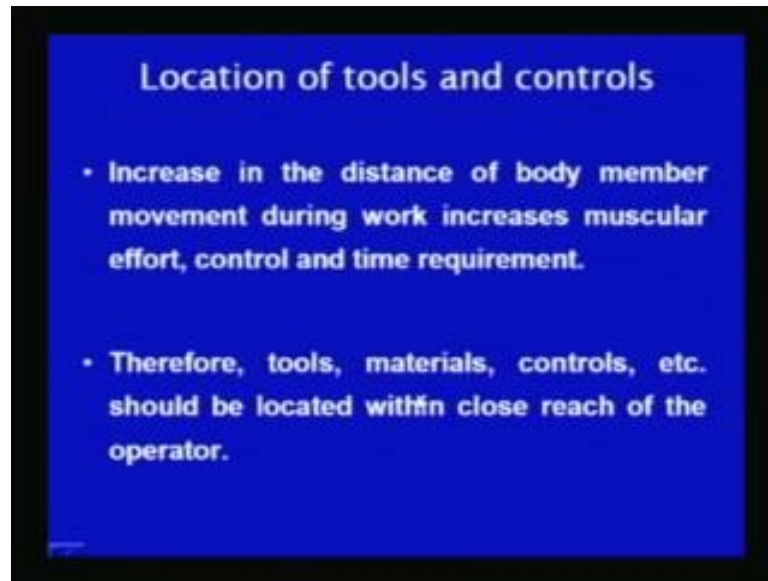 Location of tools and controls
• Increase in the distance of body member
movement during work increases muscular
effort, control and time requirement.
• Therefore, tools, materials, controls, etc.
should be located within close reach of the
operator.